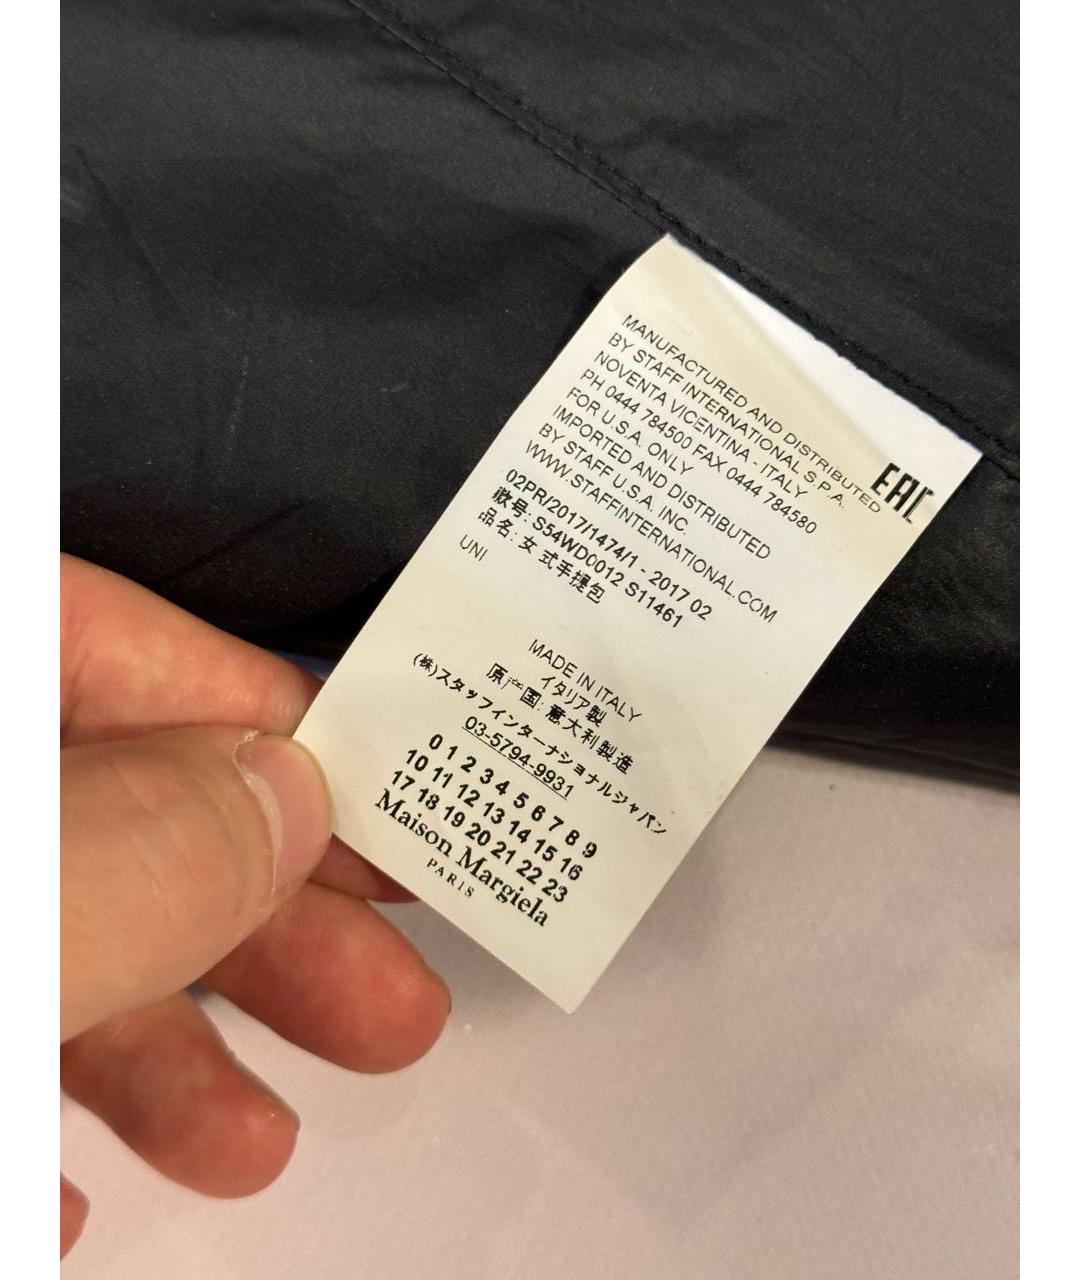 MANUFACTURED AND DISTRIBUTED
BY STAFF INTERNATIONAL S.P.A.
NOVENTA VICENTINA - ITALY
PH 0444 784500 FAX 0444 784580
FOR U.S.A. ONLY
IMPORTED AND DISTRIBUTED
BY STAFF U.S.A. INC.
WWW.STAFFINTERNATIONAL.COM
EAC
02PR/2017/1474/1 - 2017 02
款号: S54WD0012 S11461
品名: 女 式手提包
UNI
MADE IN ITALY
イタリア製
原产国: 意大利製造
(株)スタッフインターナショナルジャパン
03-5794-9931
0 1 2 3 4 5 6 7 8 9
10 11 12 13 14 15 16
17 18 19 20 21 22 23
Maison Margiela
PARIS